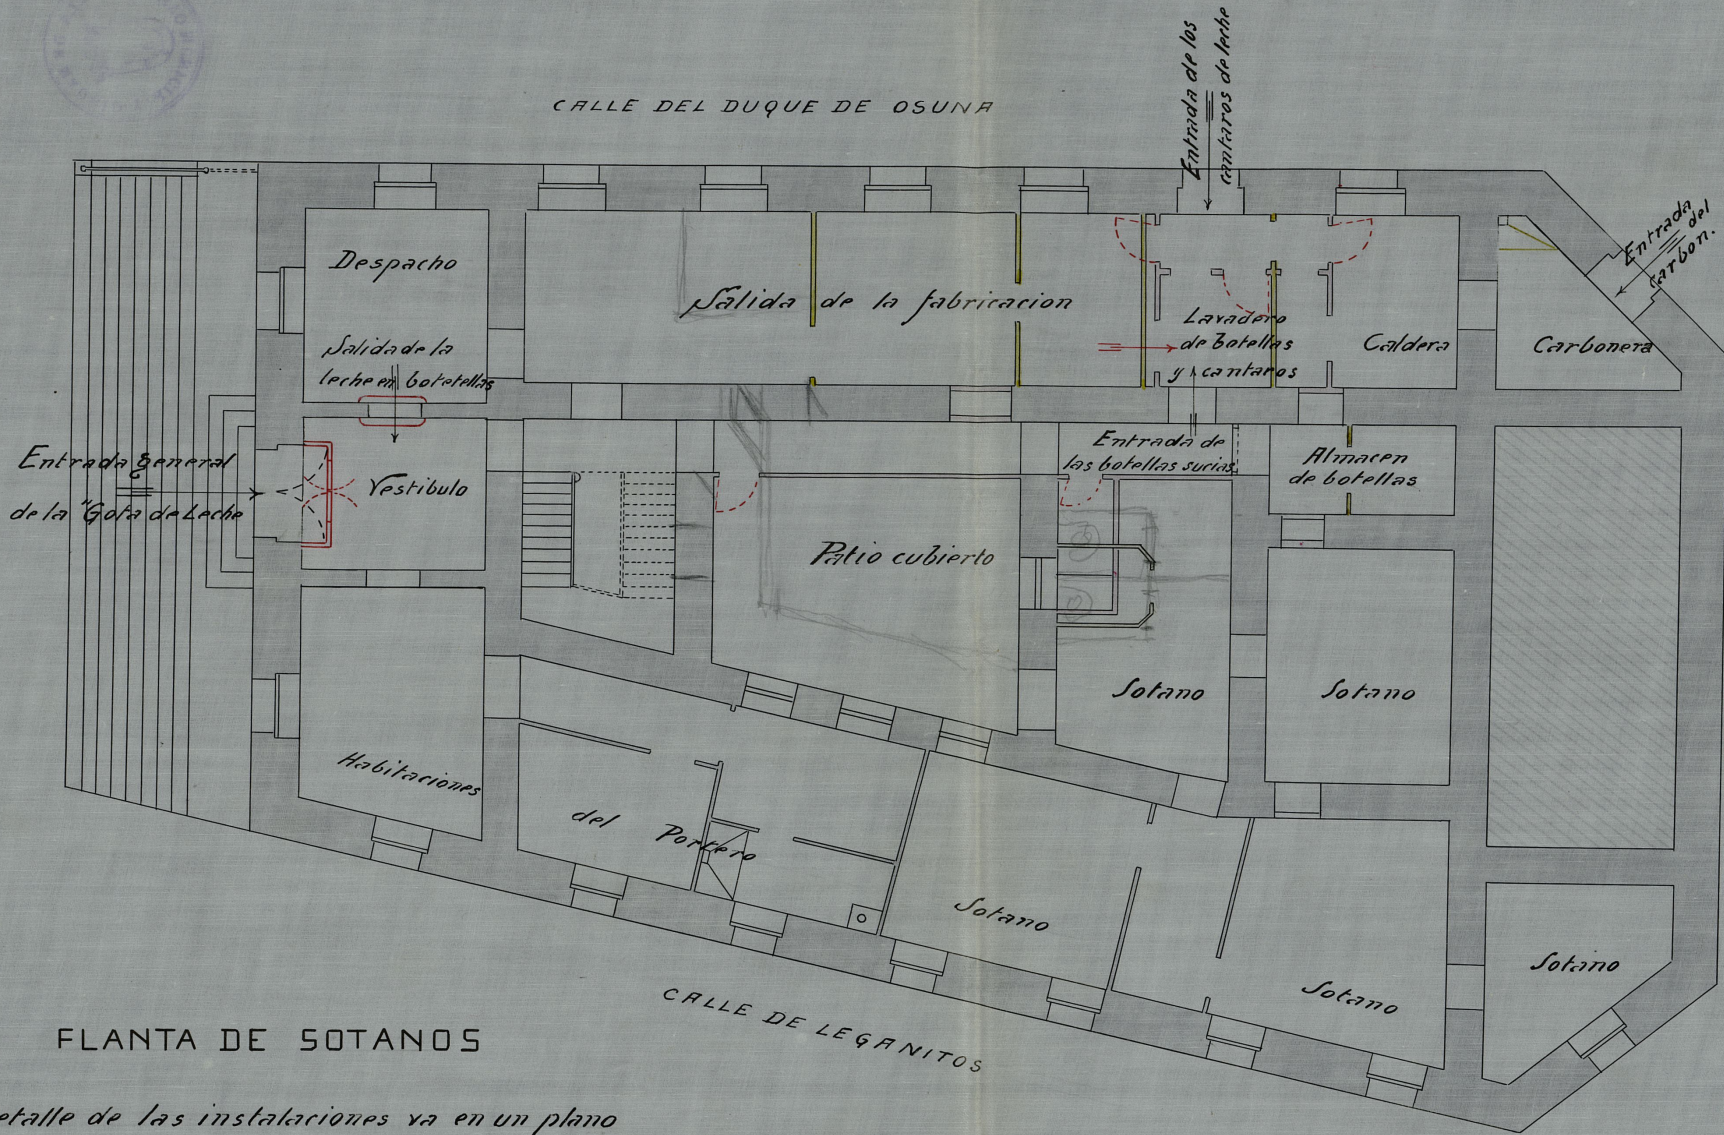 CALLE DEL DUQUE DE OSUNA
Entrada de los
cantaros de leche
Entrada
del
Carbon.
Despacho
Salida de la
leche en botetellas
Salida de la fabricacion
Lavadero
de botellas
y cantaros
Caldera
Carbonera
Entrada general
de la "Gota de Leche
Vestibulo
Entrada de
las botellas sucias
Almacen
de botellas
Patio cubierto
Sotano
Sotano
Habitaciones
del Portero
Sotano
Sotano
Sotano
CALLE DE LEGANITOS
FLANTA DE SOTANOS
etalle de las instalaciones va en un plano